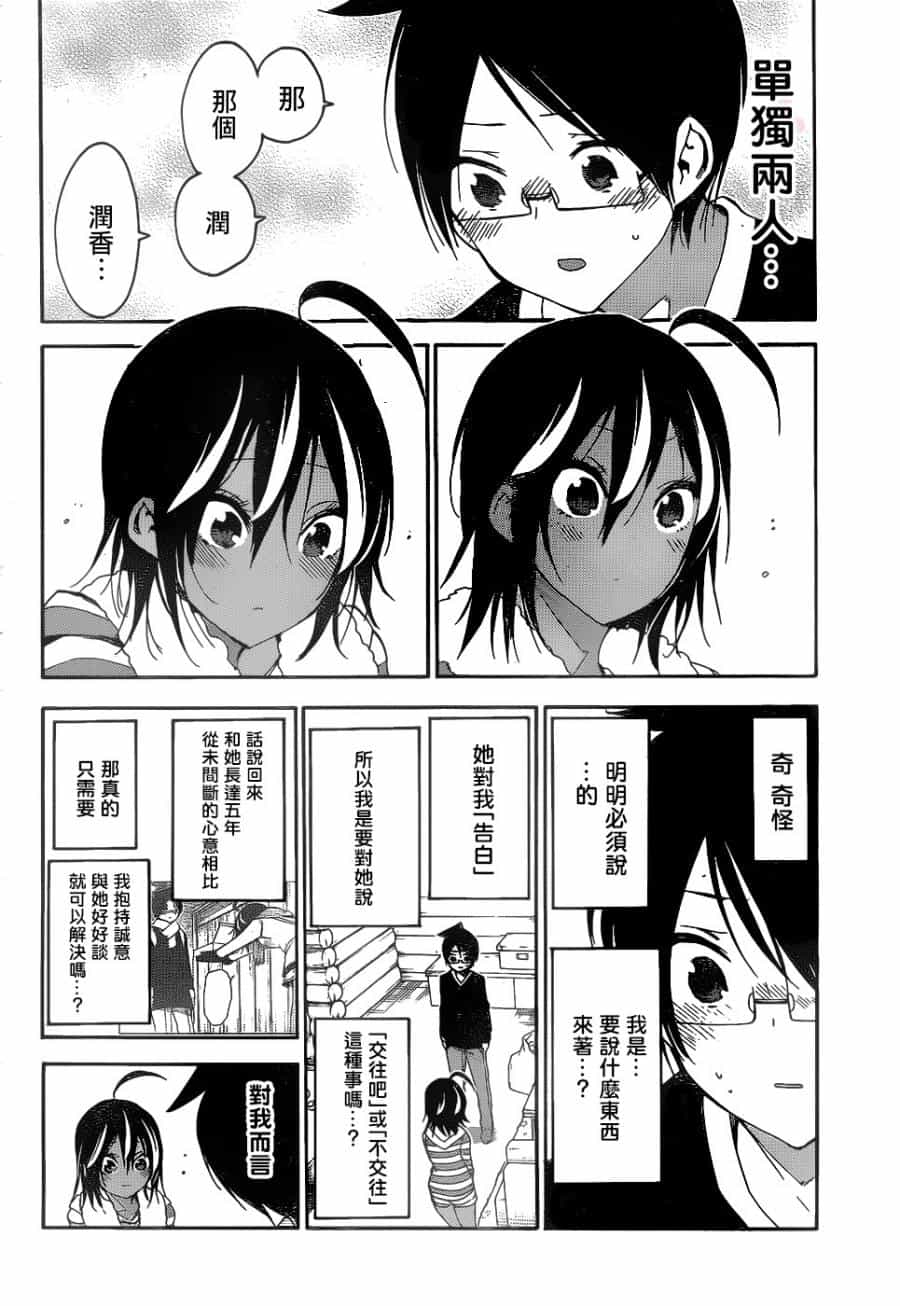 單獨兩人…
那
那個
潤
潤香…
奇奇怪
明明必須說
…的
我是…
要說什麼東西
來著…?
她對我「告白」
所以我是要對她說
「交往吧」或「不交往」
這種事嗎…?
話說回來
和她長達五年
從未間斷的心意相比
那真的
只需要
我抱持誠意
與她好好談
就可以解決嗎…?
對我而言